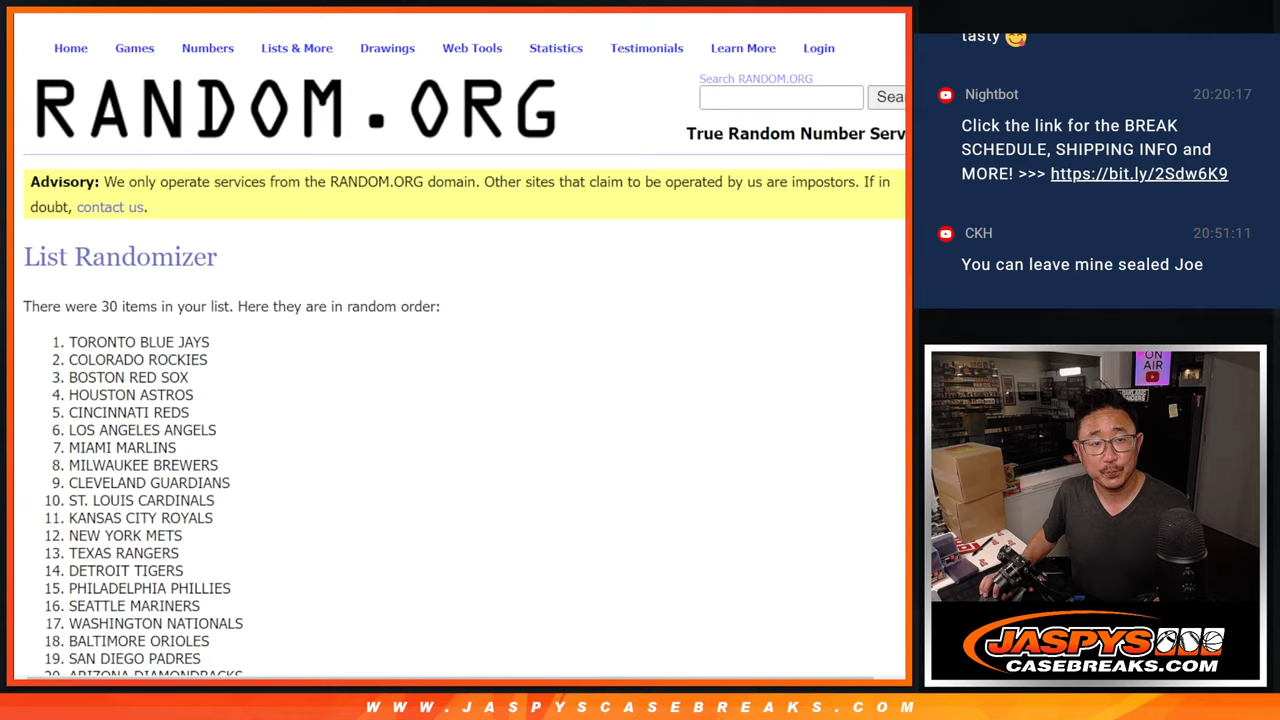 Home Games Numbers Lists & More Drawings Web Tools Statistics Testimonials Learn More Login
RANDOM.ORG
Search RANDOM.ORG
Sea
True Random Number Serv
Advisory: We only operate services from the RANDOM.ORG domain. Other sites that claim to be operated by us are impostors. If in
doubt, contact us.
List Randomizer
There were 30 items in your list. Here they are in random order:
1. TORONTO BLUE JAYS
2. COLORADO ROCKIES
3. BOSTON RED SOX
4. HOUSTON ASTROS
5. CINCINNATI REDS
6. LOS ANGELES ANGELS
7. MIAMI MARLINS
8. MILWAUKEE BREWERS
9. CLEVELAND GUARDIANS
10. ST. LOUIS CARDINALS
11. KANSAS CITY ROYALS
12. NEW YORK METS
13. TEXAS RANGERS
14. DETROIT TIGERS
15. PHILADELPHIA PHILLIES
16. SEATTLE MARINERS
17. WASHINGTON NATIONALS
18. BALTIMORE ORIOLES
19. SAN DIEGO PADRES
20. ARIZONA DIAMONDBACKS
tasty 😋
Nightbot 20:20:17
Click the link for the BREAK
SCHEDULE, SHIPPING INFO and
MORE! >>> https://bit.ly/2Sdw6K9
CKH 20:51:11
You can leave mine sealed Joe
ON
AIR
JASPYS
CASEBREAKS.COM
WWW.JASPYSCASEBREAKS.COM